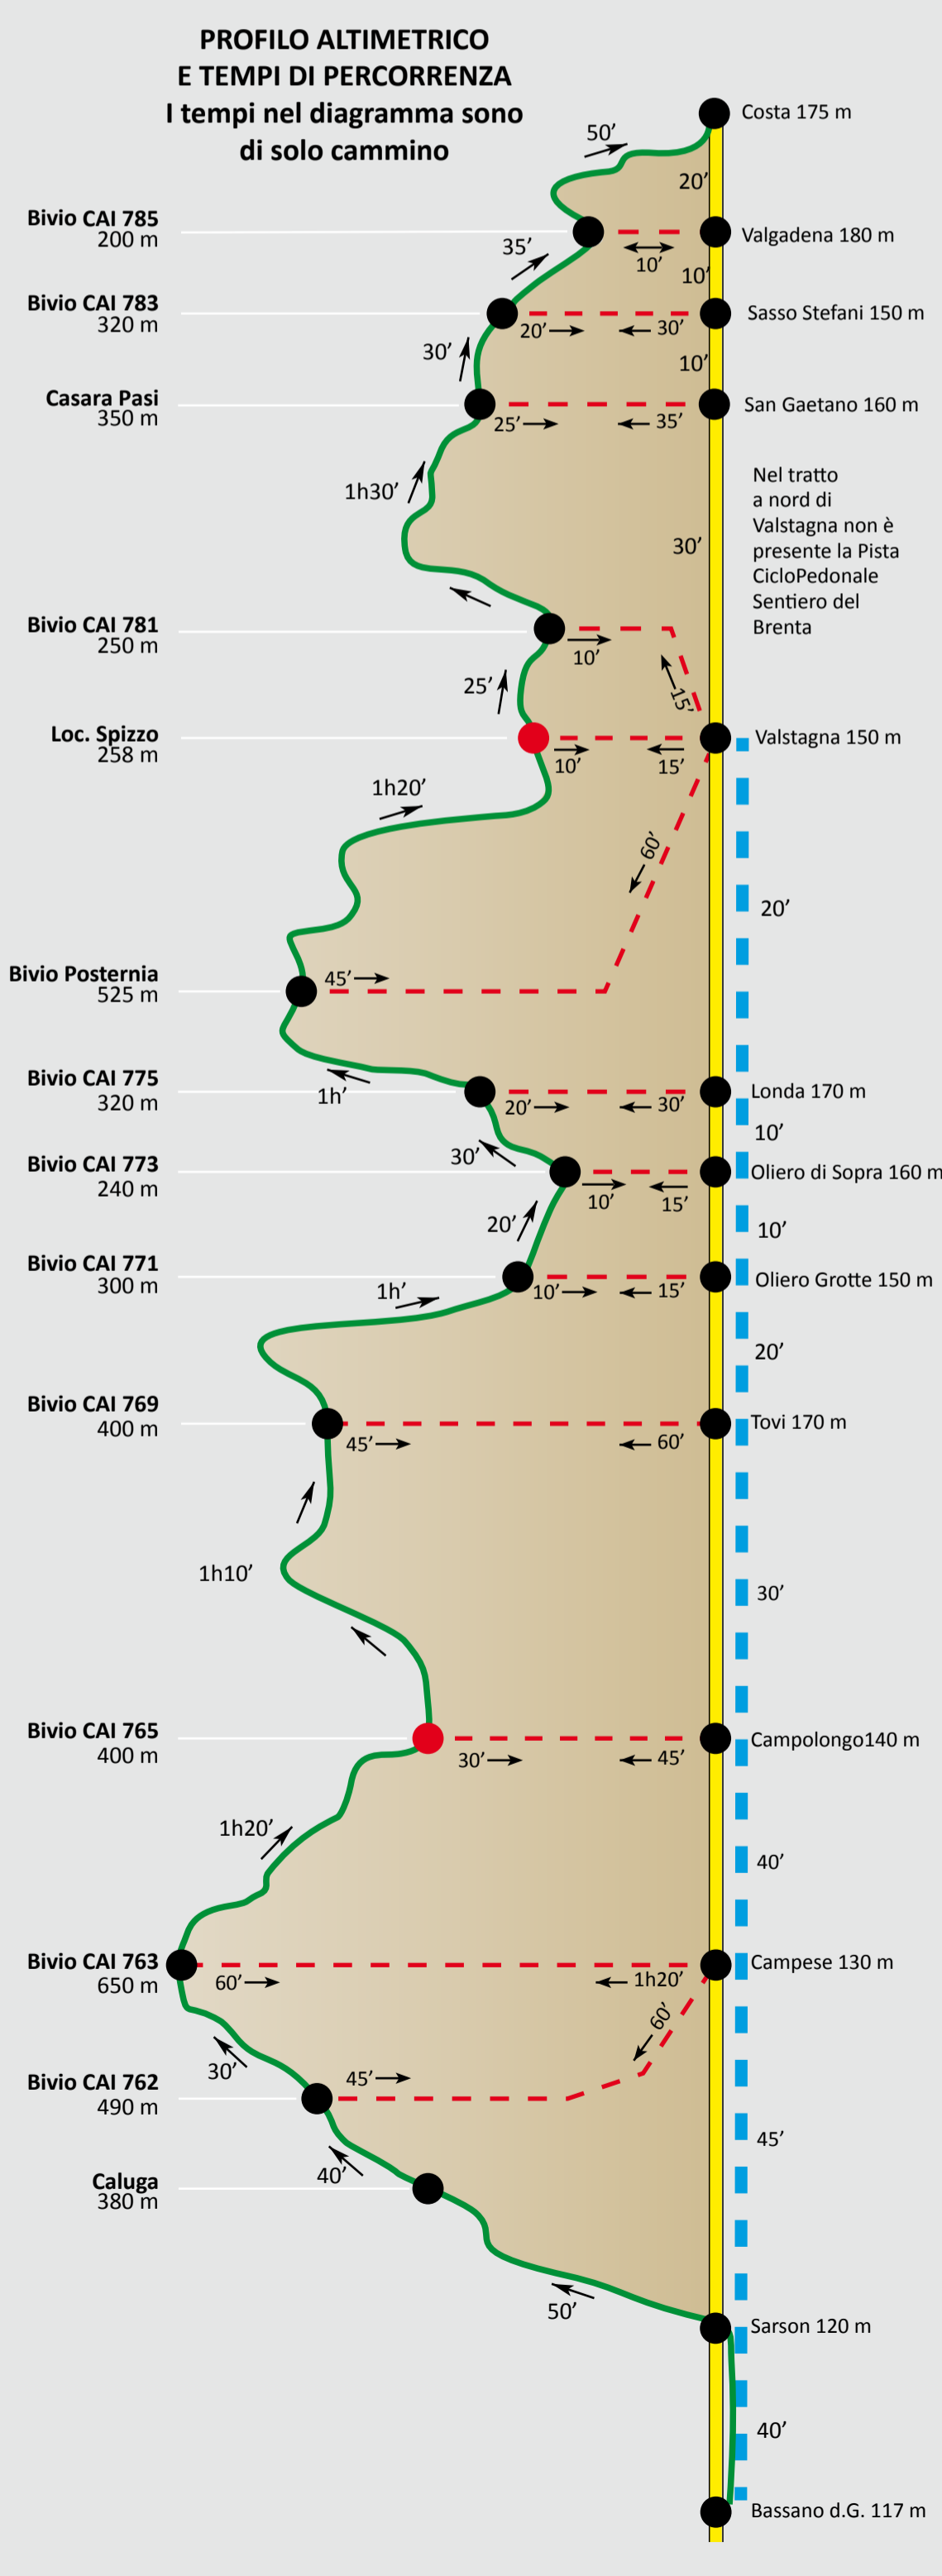 PROFILO ALTIMETRICO
E TEMPI DI PERCORRENZA
I tempi nel diagramma sono
di solo cammino
Costa 175 m
50’
20’
Bivio CAI 785
200 m
Valgadena 180 m
35’
10’
10’
Bivio CAI 783
320 m
Sasso Stefani 150 m
20’
30’
30’
10’
Casara Pasi
350 m
San Gaetano 160 m
25’
35’
1h30’
Nel tratto
a nord di
Valstagna non è
presente la Pista
CicloPedonale
Sentiero del
Brenta
30’
Bivio CAI 781
250 m
10’
25’
15’
Loc. Spizzo
258 m
Valstagna 150 m
10’
15’
1h20’
60’
20’
Bivio Posternia
525 m
45’
1h’
Bivio CAI 775
320 m
Londa 170 m
20’
30’
10’
30’
Bivio CAI 773
240 m
Oliero di Sopra 160 m
10’
15’
20’
10’
Bivio CAI 771
300 m
Oliero Grotte 150 m
1h’
10’
15’
20’
Bivio CAI 769
400 m
Tovi 170 m
45’
60’
1h10’
30’
Bivio CAI 765
400 m
Campolongo140 m
30’
45’
1h20’
40’
Bivio CAI 763
650 m
Campese 130 m
60’
1h20’
60’
30’
Bivio CAI 762
490 m
45’
45’
40’
Caluga
380 m
50’
Sarson 120 m
40’
Bassano d.G. 117 m